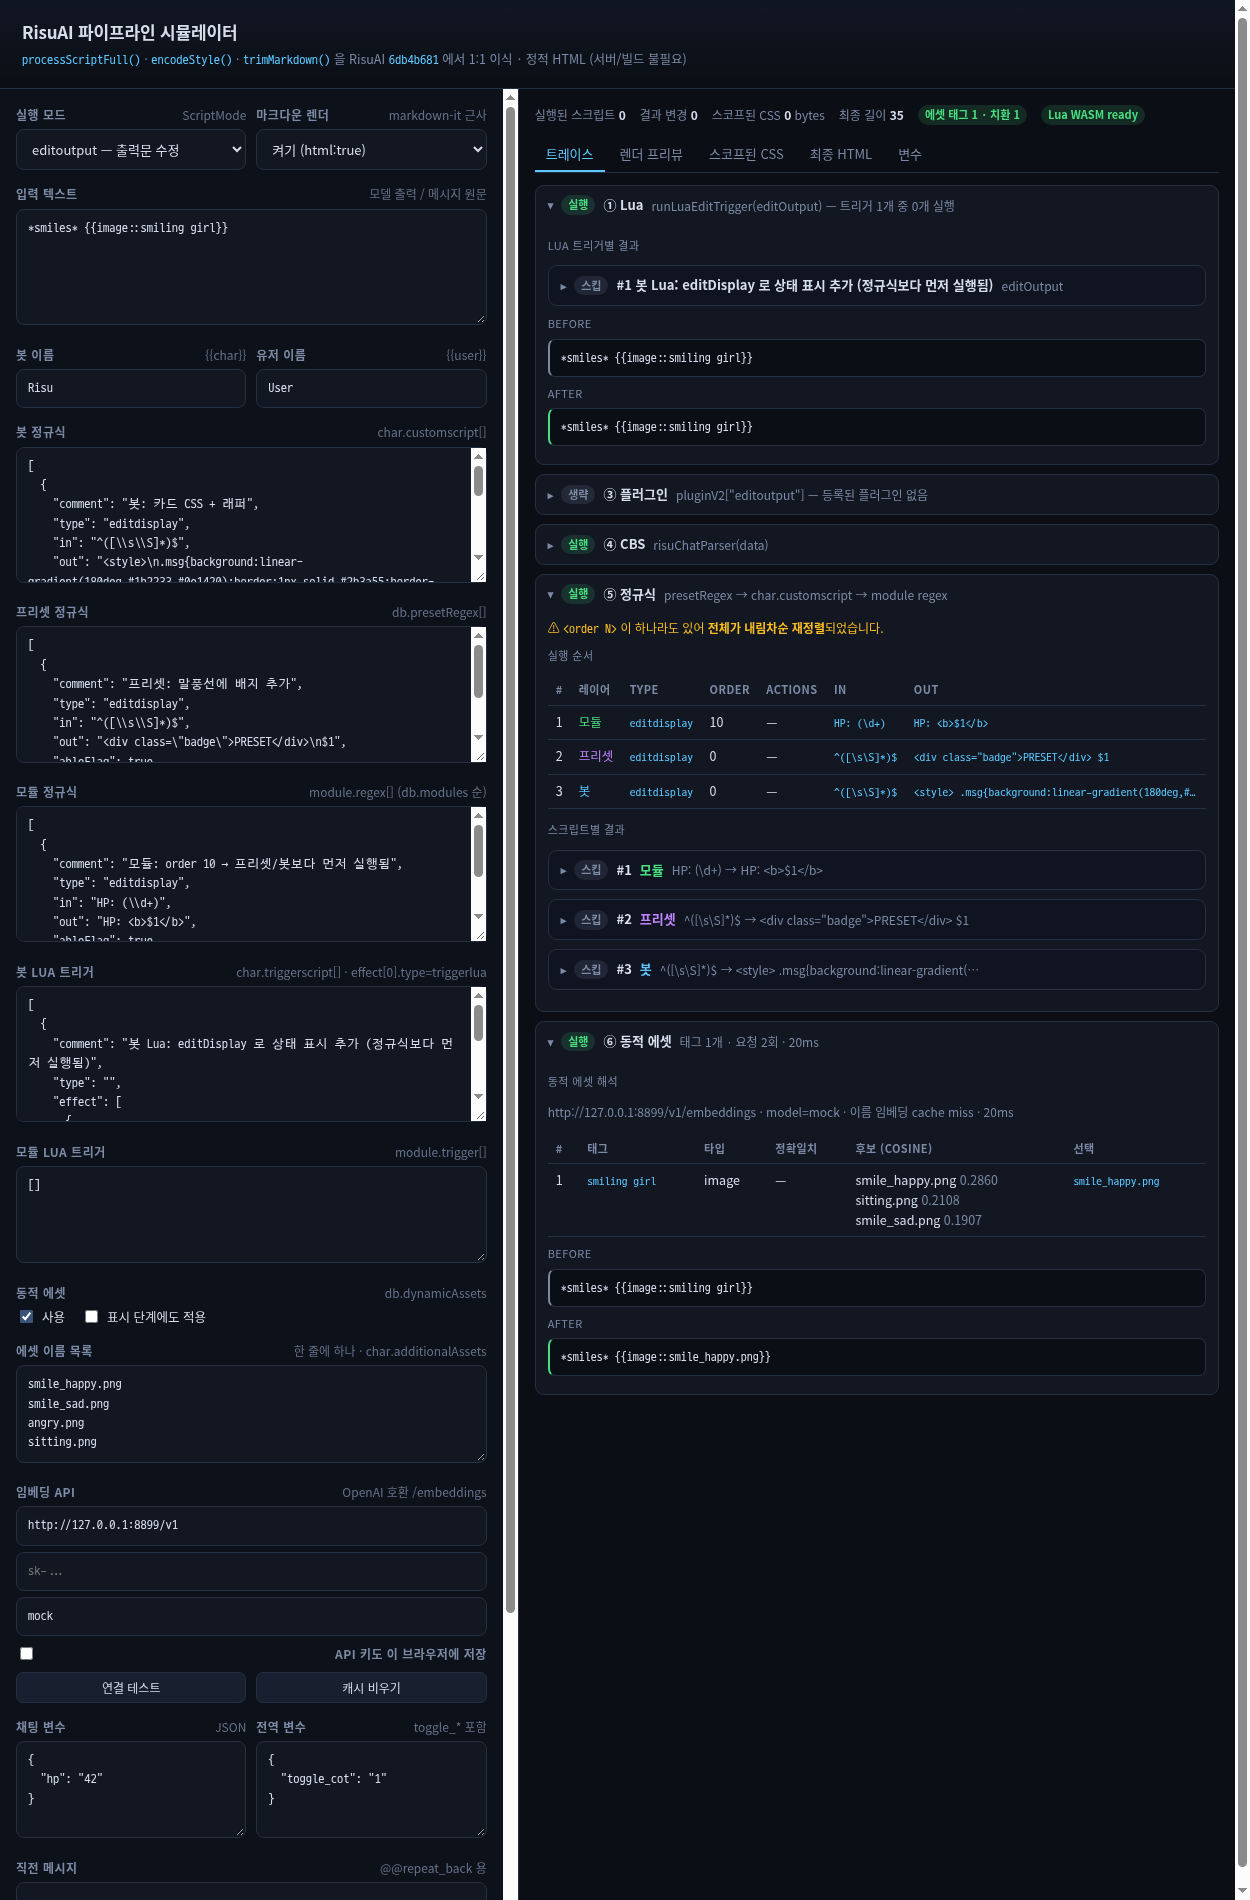 RisuAI 파이프라인 시뮬레이터
processScriptFull() · encodeStyle() · trimMarkdown() 을 RisuAI 6db4b681 에서 1:1 이식 · 정적 HTML (서버/빌드 불필요)
실행 모드 ScriptMode 마크다운 렌더 markdown-it 근사
editoutput — 출력문 수정 켜기 (html:true)
입력 텍스트 모델 출력 / 메시지 원문
*smiles* {{image::smiling girl}}
봇 이름 {{char}} 유저 이름 {{user}}
Risu User
봇 정규식 char.customscript[]
[
{
"comment": "봇: 카드 CSS + 래퍼",
"type": "editdisplay",
"in": "^([\\s\\S]*)$",
"out": "<style>\n.msg{background:linear-
gradient(180deg,#1b2233,#0e1420);border:1px solid #2b3a55;border-
프리셋 정규식 db.presetRegex[]
[
{
"comment": "프리셋: 말풍선에 배지 추가",
"type": "editdisplay",
"in": "^([\\s\\S]*)$",
"out": "<div class=\"badge\">PRESET</div>\n$1",
"ableFlag": true
모듈 정규식 module.regex[] (db.modules 순)
[
{
"comment": "모듈: order 10 → 프리셋/봇보다 먼저 실행됨",
"type": "editdisplay",
"in": "HP: (\\d+)",
"out": "HP: <b>$1</b>",
"ableFlag": true
봇 LUA 트리거 char.triggerscript[] · effect[0].type=triggerlua
[
{
"comment": "봇 Lua: editDisplay 로 상태 표시 추가 (정규식보다 먼
저 실행됨)",
"type": "",
"effect": [
{
모듈 LUA 트리거 module.trigger[]
[]
동적 에셋 db.dynamicAssets
사용 표시 단계에도 적용
에셋 이름 목록 한 줄에 하나 · char.additionalAssets
smile_happy.png
smile_sad.png
angry.png
sitting.png
임베딩 API OpenAI 호환 /embeddings
http://127.0.0.1:8899/v1
sk- ...
mock
API 키도 이 브라우저에 저장
연결 테스트 캐시 비우기
채팅 변수 JSON 전역 변수 toggle_* 포함
{
"hp": "42"
}
{
"toggle_cot": "1"
}
직전 메시지 @@repeat_back 용
실행된 스크립트 0 결과 변경 0 스코프된 CSS 0 bytes 최종 길이 35 에셋 태그 1 · 치환 1 Lua WASM ready
트레이스 렌더 프리뷰 스코프된 CSS 최종 HTML 변수
▾ 실행 ① Lua runLuaEditTrigger(editOutput) — 트리거 1개 중 0개 실행
LUA 트리거별 결과
▸ 스킵 #1 봇 Lua: editDisplay 로 상태 표시 추가 (정규식보다 먼저 실행됨) editOutput
BEFORE
*smiles* {{image::smiling girl}}
AFTER
*smiles* {{image::smiling girl}}
▸ 생략 ③ 플러그인 pluginV2["editoutput"] — 등록된 플러그인 없음
▸ 실행 ④ CBS risuChatParser(data)
▾ 실행 ⑤ 정규식 presetRegex → char.customscript → module regex
⚠ <order N> 이 하나라도 있어 전체가 내림차순 재정렬되었습니다.
실행 순서
# 레이어 TYPE ORDER ACTIONS IN OUT
1 모듈 editdisplay 10 — HP: (\d+) HP: <b>$1</b>
2 프리셋 editdisplay 0 — ^([\s\S]*)$ <div class="badge">PRESET</div> $1
3 봇 editdisplay 0 — ^([\s\S]*)$ <style> .msg{background:linear-gradient(180deg,#…
스크립트별 결과
▸ 스킵 #1 모듈 HP: (\d+) → HP: <b>$1</b>
▸ 스킵 #2 프리셋 ^([\s\S]*)$ → <div class="badge">PRESET</div> $1
▸ 스킵 #3 봇 ^([\s\S]*)$ → <style> .msg{background:linear-gradient(⋯
▾ 실행 ⑥ 동적 에셋 태그 1개 · 요청 2회 · 20ms
동적 에셋 해석
http://127.0.0.1:8899/v1/embeddings · model=mock · 이름 임베딩 cache miss · 20ms
# 태그 타입 정확일치 후보 (COSINE) 선택
1 smiling girl image — smile_happy.png 0.2860 smile_happy.png
sitting.png 0.2108
smile_sad.png 0.1907
BEFORE
*smiles* {{image::smiling girl}}
AFTER
*smiles* {{image::smile_happy.png}}